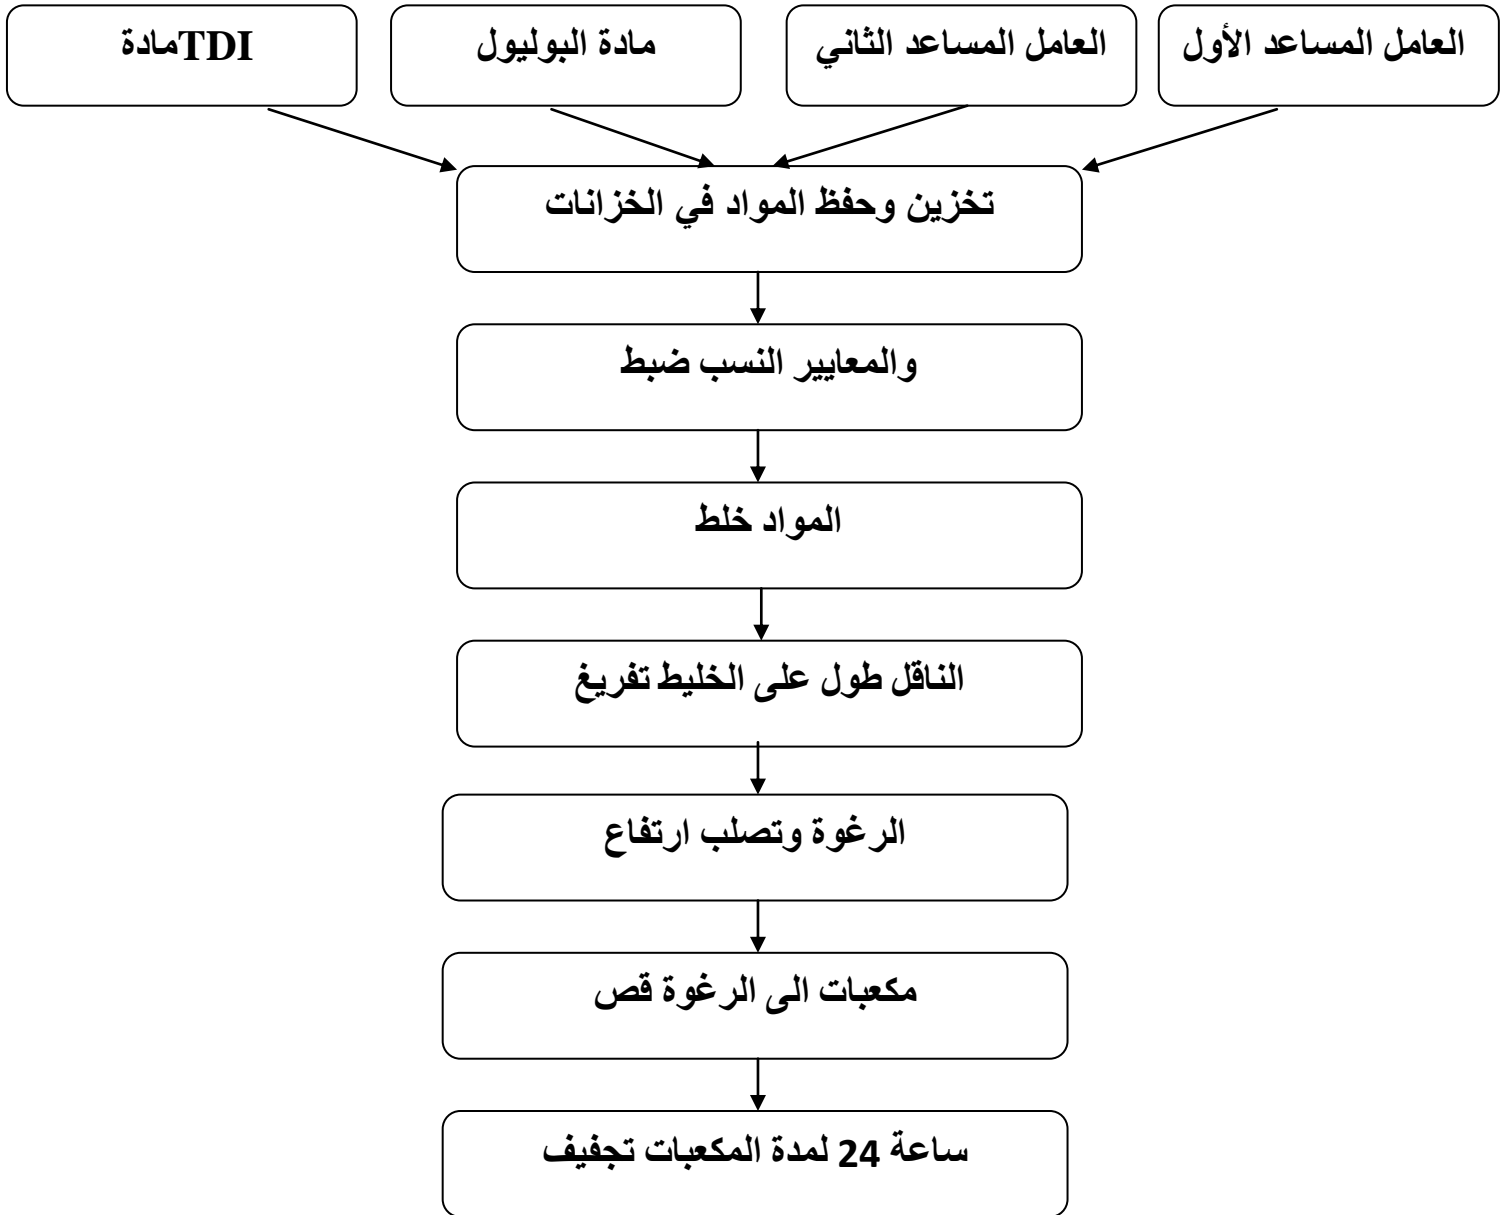 العامل المساعد الأول
العامل المساعد الثاني
مادة البوليول
TDIمادة
تخزين وحفظ المواد في الخزانات
والمعايير النسب ضبط
المواد خلط
الناقل طول على الخليط تفريغ
الرغوة وتصلب ارتفاع
مكعبات الى الرغوة قص
ساعة 24 لمدة المكعبات تجفيف